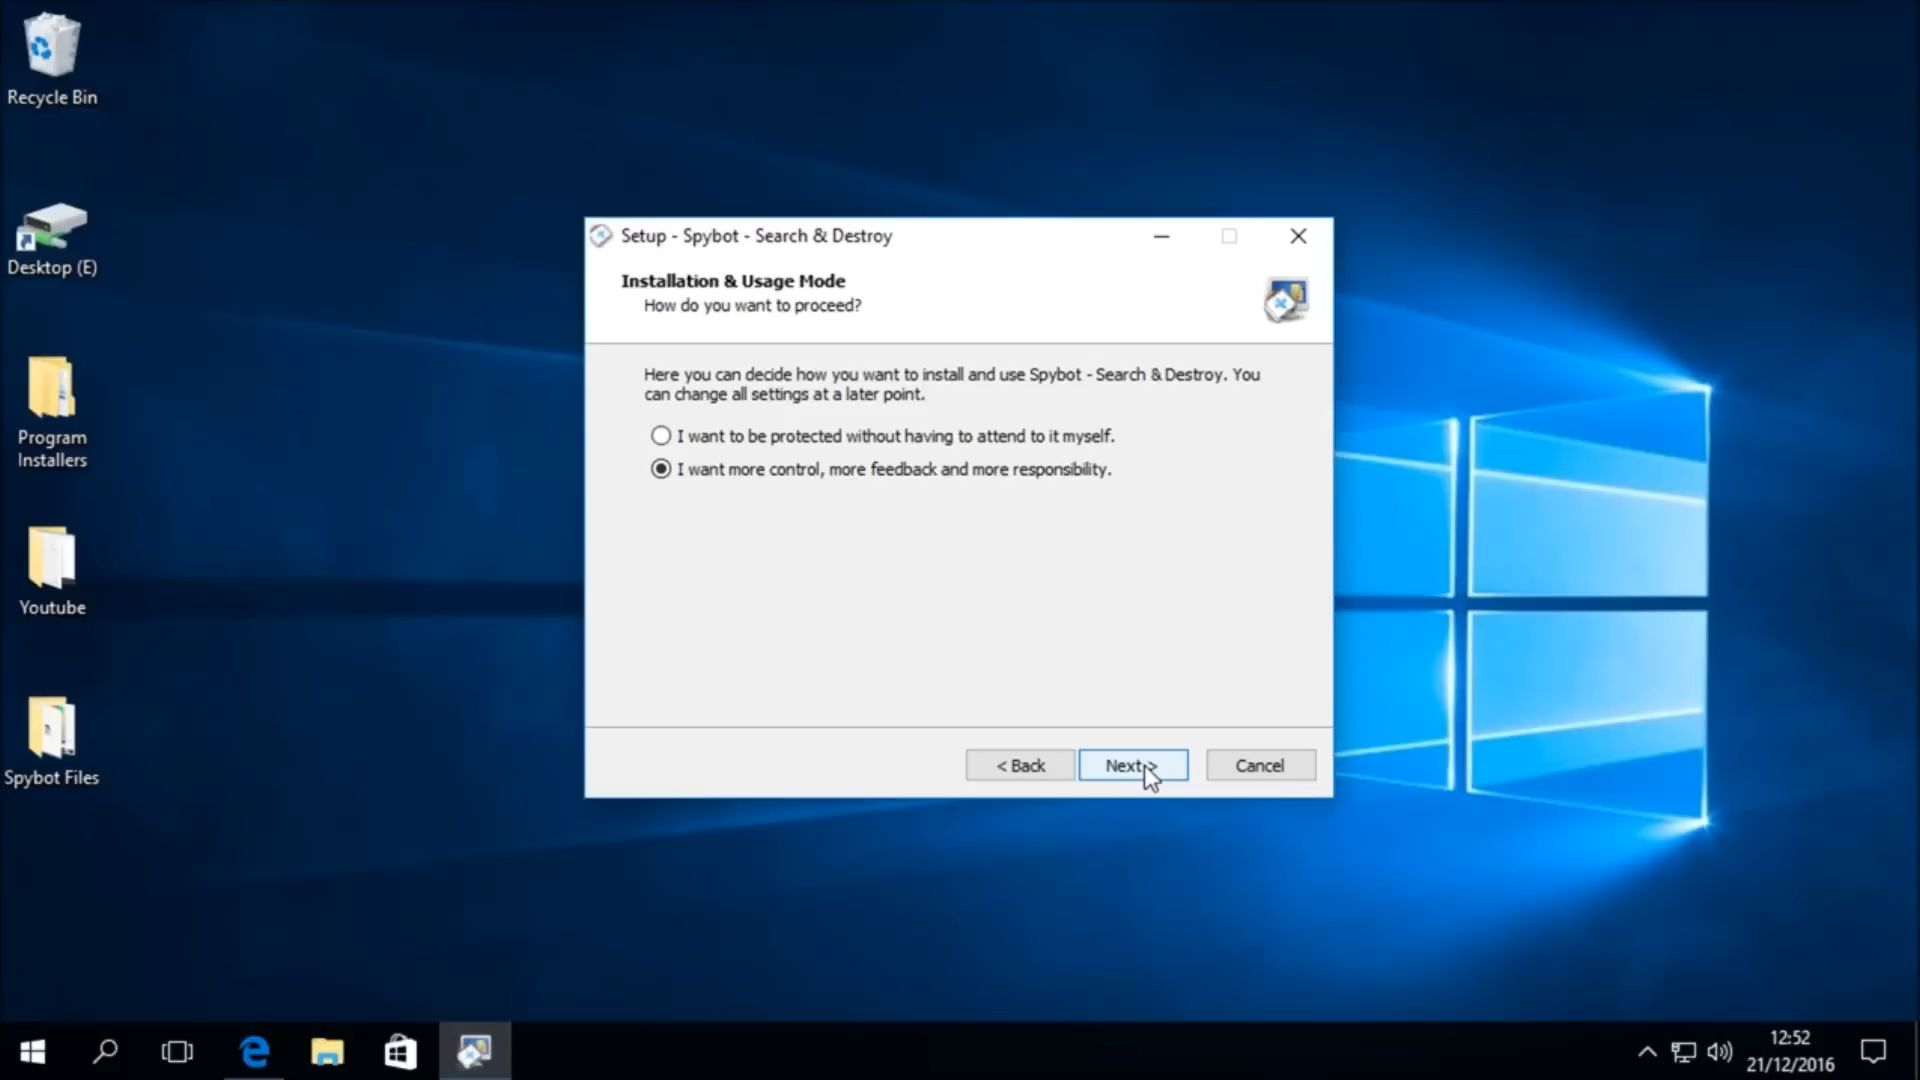 Recycle Bin
Desktop (E)
Program
Installers
Youtube
Spybot Files
Setup - Spybot - Search & Destroy
Installation & Usage Mode
How do you want to proceed?
Here you can decide how you want to install and use Spybot - Search & Destroy. You
can change all settings at a later point.
I want to be protected without having to attend to it myself.
I want more control, more feedback and more responsibility.
< Back
Next >
Cancel
12:52
21/12/2016